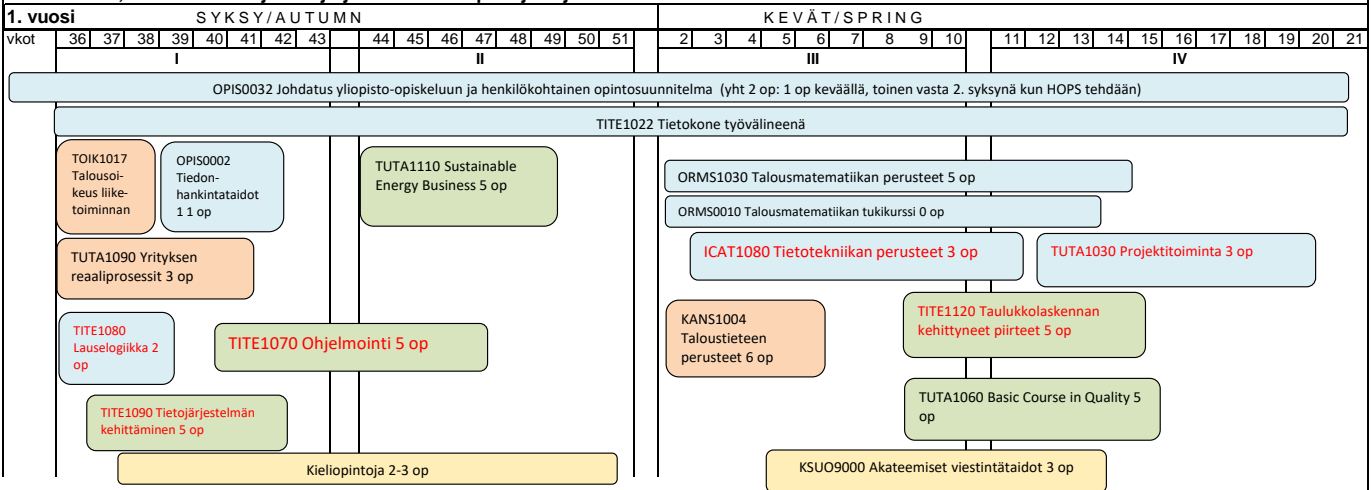 1. vuosi SYKSY/AUTUMN KEVÄT/SPRING
vkot 36 37 38 39 40 41 42 43 44 45 46 47 48 49 50 51 2 3 4 5 6 7 8 9 10 11 12 13 14 15 16 17 18 19 20 21
I II III IV
OPIS0032 Johdatus yliopisto-opiskeluun ja henkilökohtainen opintosuunnitelma (yht 2 op: 1 op keväällä, toinen vasta 2. syksynä kun HOPS tehdään)
TITE1022 Tietokone työvälineenä
TOIK1017
Talousoi-
keus liike-
toiminnan
OPIS0002
Tiedon-
hankintataidot
1 1 op
TUTA1110 Sustainable
Energy Business 5 op
ORMS1030 Talousmatematiikan perusteet 5 op
ORMS0010 Talousmatematiikan tukikurssi 0 op
TUTA1090 Yrityksen
reaaliprosessit 3 op
ICAT1080 Tietotekniikan perusteet 3 op
TUTA1030 Projektitoiminta 3 op
TITE1080
Lauselogiikka 2
op
TITE1070 Ohjelmointi 5 op
KANS1004
Taloustieteen
perusteet 6 op
TITE1120 Taulukkolaskennan
kehittyneet piirteet 5 op
TITE1090 Tietojärjestelmän
kehittäminen 5 op
TUTA1060 Basic Course in Quality 5
op
Kieliopintoja 2-3 op
KSUO9000 Akateemiset viestintätaidot 3 op